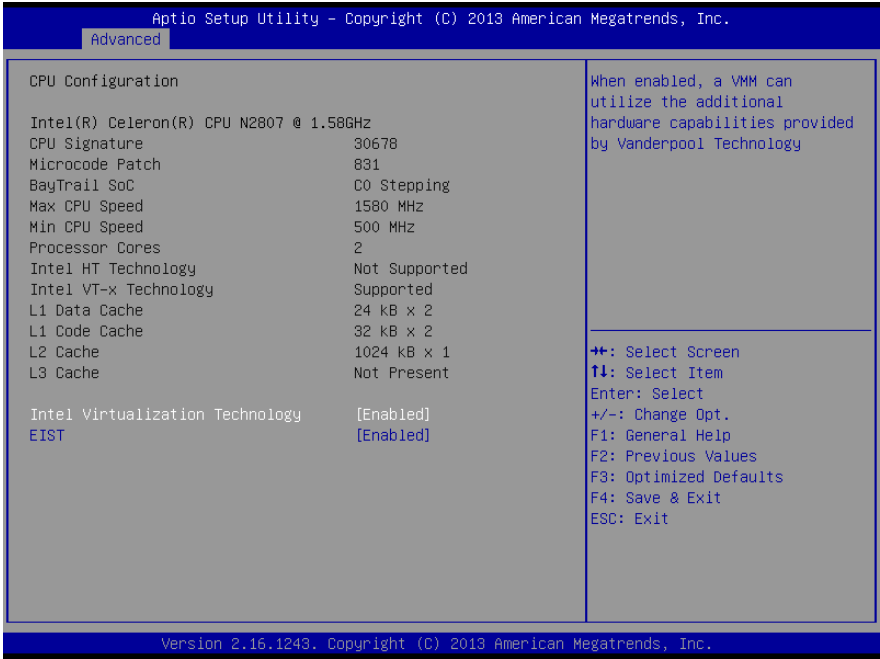 Aptio Setup Utility – Copyright (C) 2013 American Megatrends, Inc.
Advanced
CPU Configuration
Intel(R) Celeron(R) CPU N2807 @ 1.58GHz
CPU Signature 30678
Microcode Patch 831
BayTrail SoC C0 Stepping
Max CPU Speed 1580 MHz
Min CPU Speed 500 MHz
Processor Cores 2
Intel HT Technology Not Supported
Intel VT-x Technology Supported
L1 Data Cache 24 kB x 2
L1 Code Cache 32 kB x 2
L2 Cache 1024 kB x 1
L3 Cache Not Present
Intel Virtualization Technology [Enabled]
EIST [Enabled]
When enabled, a VMM can
utilize the additional
hardware capabilities provided
by Vanderpool Technology
→←: Select Screen
↑↓: Select Item
Enter: Select
+/-: Change Opt.
F1: General Help
F2: Previous Values
F3: Optimized Defaults
F4: Save & Exit
ESC: Exit
Version 2.16.1243. Copyright (C) 2013 American Megatrends, Inc.